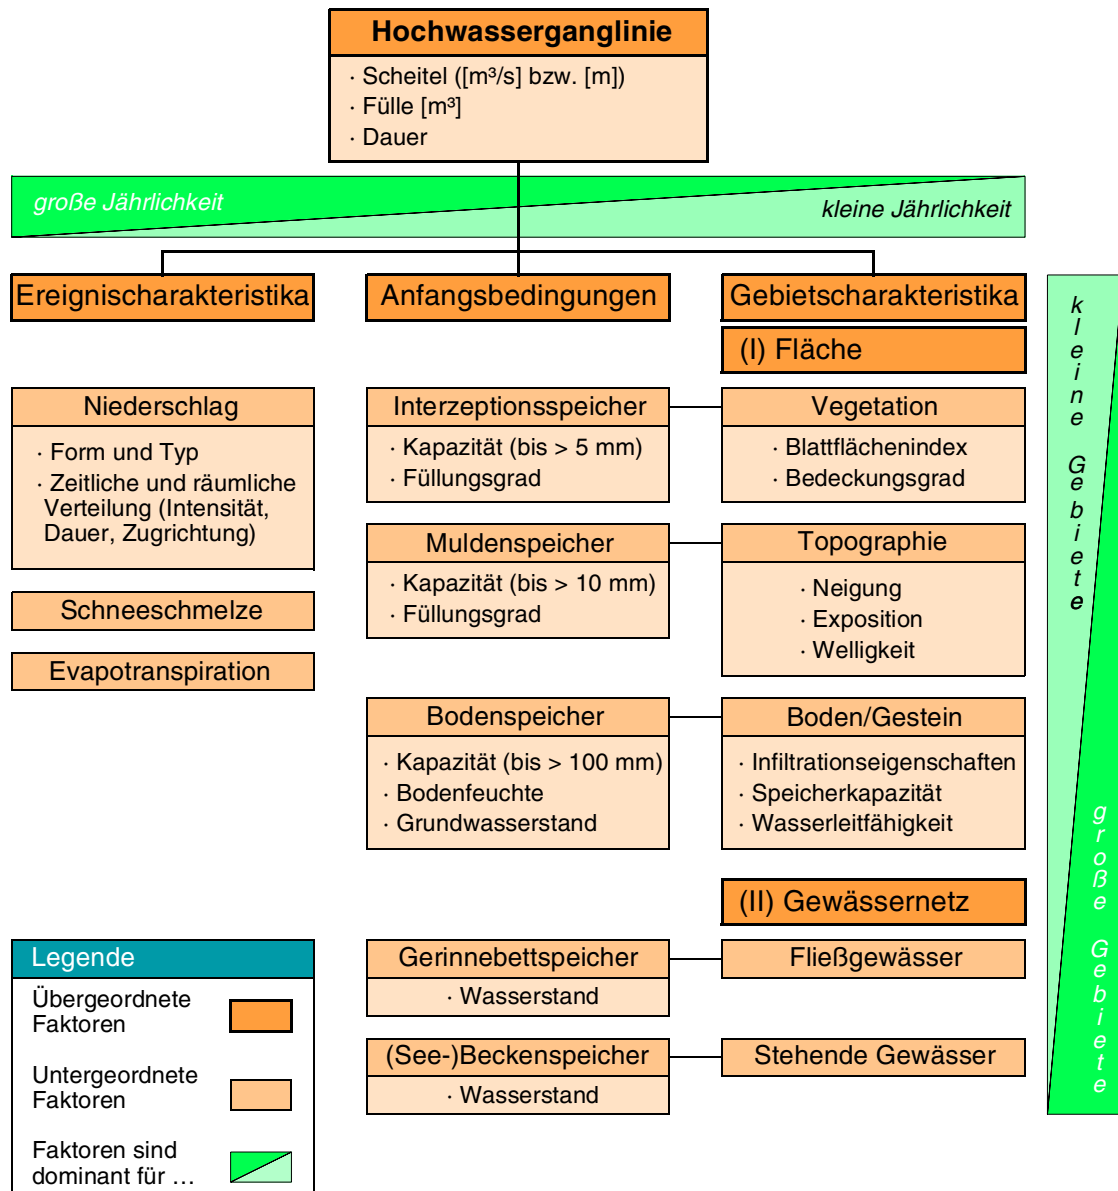 Hochwasserganglinie
· Scheitel ([m³/s] bzw. [m])
· Fülle [m³]
· Dauer
große Jährlichkeit
kleine Jährlichkeit
Ereignischarakteristika
Anfangsbedingungen
Gebietscharakteristika
(I) Fläche
Niederschlag
· Form und Typ
· Zeitliche und räumliche
Verteilung (Intensität,
Dauer, Zugrichtung)
Schneeschmelze
Evapotranspiration
Interzeptionsspeicher
· Kapazität (bis > 5 mm)
· Füllungsgrad
Vegetation
· Blattflächenindex
· Bedeckungsgrad
Muldenspeicher
· Kapazität (bis > 10 mm)
· Füllungsgrad
Topographie
· Neigung
· Exposition
· Welligkeit
Bodenspeicher
· Kapazität (bis > 100 mm)
· Bodenfeuchte
· Grundwasserstand
Boden/Gestein
· Infiltrationseigenschaften
· Speicherkapazität
· Wasserleitfähigkeit
(II) Gewässernetz
Gerinnebettspeicher
· Wasserstand
Fließgewässer
(See-)Beckenspeicher
· Wasserstand
Stehende Gewässer
kleine Gebiete
große Gebiete
Legende
Übergeordnete
Faktoren
Untergeordnete
Faktoren
Faktoren sind
dominant für ...